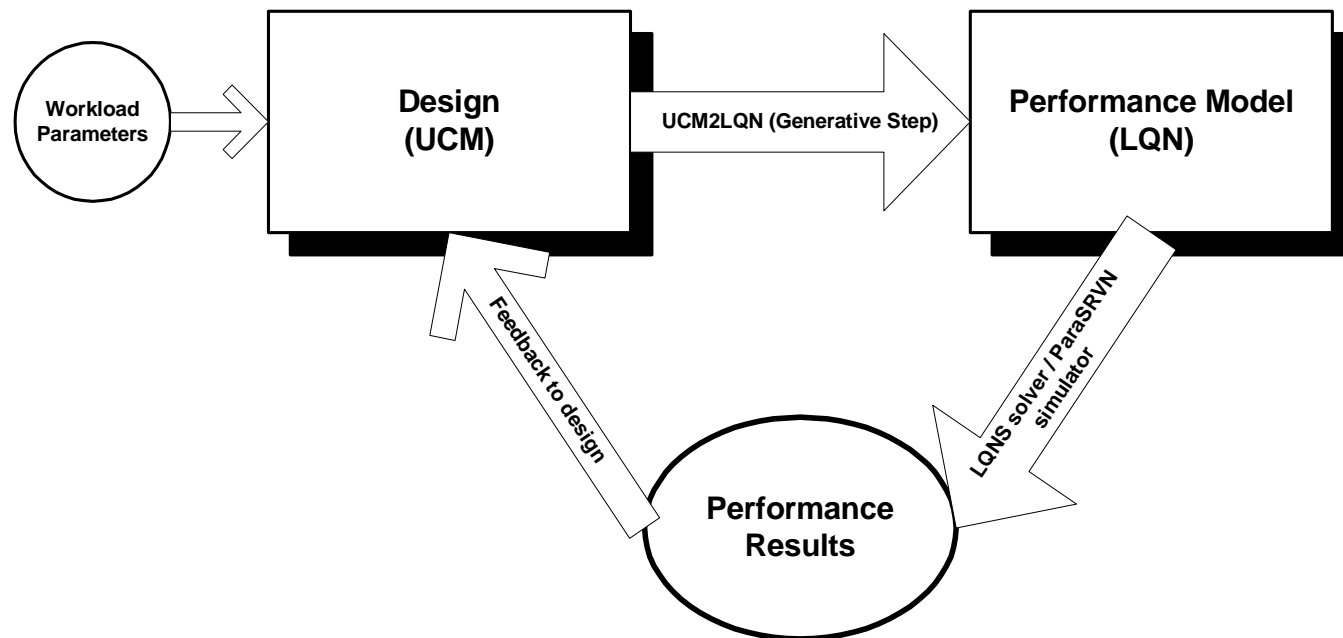 Workload
Parameters
Design
(UCM)
UCM2LQN (Generative Step)
Performance Model
(LQN)
LQNS solver / ParaSRVN
simulator
Performance
Results
Feedback to design